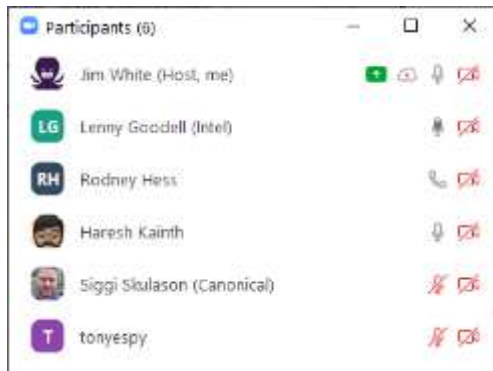 Participants (6)
Jim White (Host, me)
LG Lenny Goodell (Intel)
RH Rodney Hess
Haresh Kainth
Siggi Skulason (Canonical)
T tonyespy